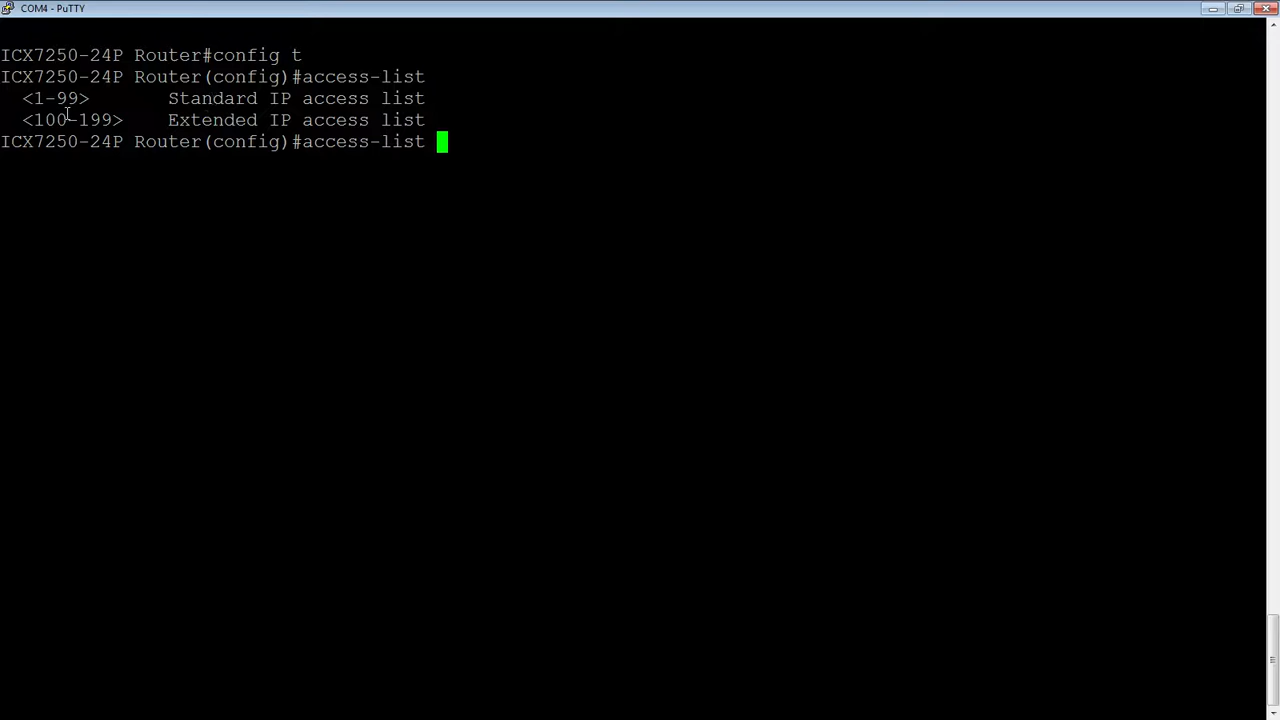 COM4 - PuTTY
ICX7250-24P Router#config t
ICX7250-24P Router(config)#access-list
  <1-99>       Standard IP access list
  <100-199>    Extended IP access list
ICX7250-24P Router(config)#access-list